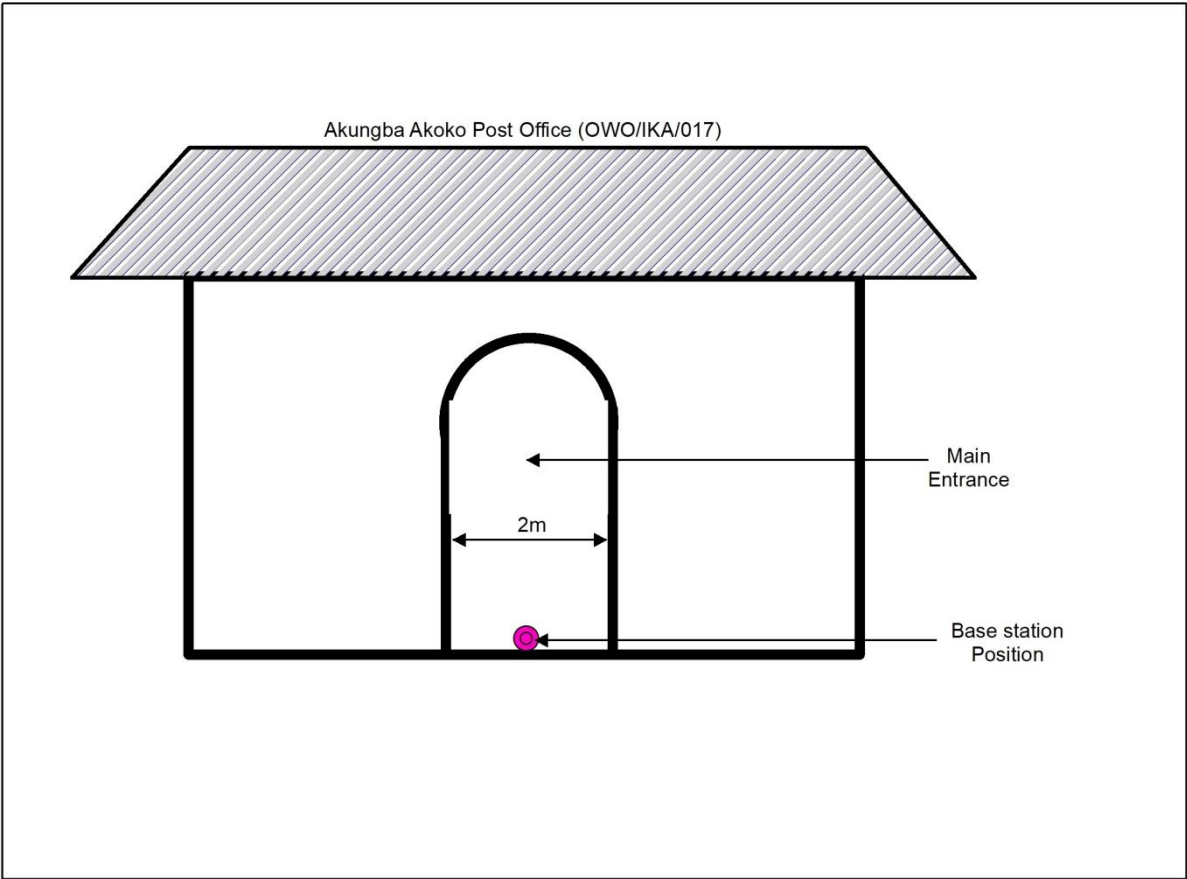 Akungba Akoko Post Office (OWO/IKA/017)
Main
Entrance
2m
Base station
Position